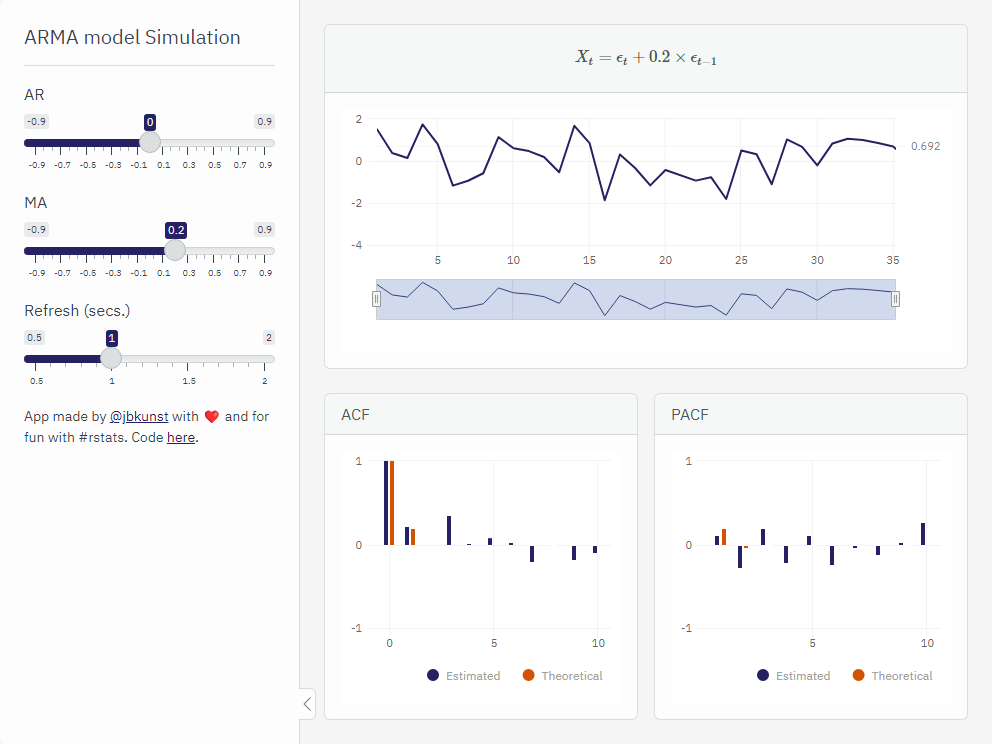 ARMA model Simulation
AR
-0.9 0 0.9
-0.9 -0.7 -0.5 -0.3 -0.1 0.1 0.3 0.5 0.7 0.9
MA
-0.9 0.2 0.9
-0.9 -0.7 -0.5 -0.3 -0.1 0.1 0.3 0.5 0.7 0.9
Refresh (secs.)
0.5 1 2
0.5 1 1.5 2
App made by @jbkunst with ❤️ and for
fun with #rstats. Code here.
Xₜ = ϵₜ + 0.2 × ϵₜ₋₁
2
0
-2
-4
0.692
5 10 15 20 25 30 35
ACF
1
0
-1
0 5 10
Estimated Theoretical
PACF
1
0
-1
5 10
Estimated Theoretical